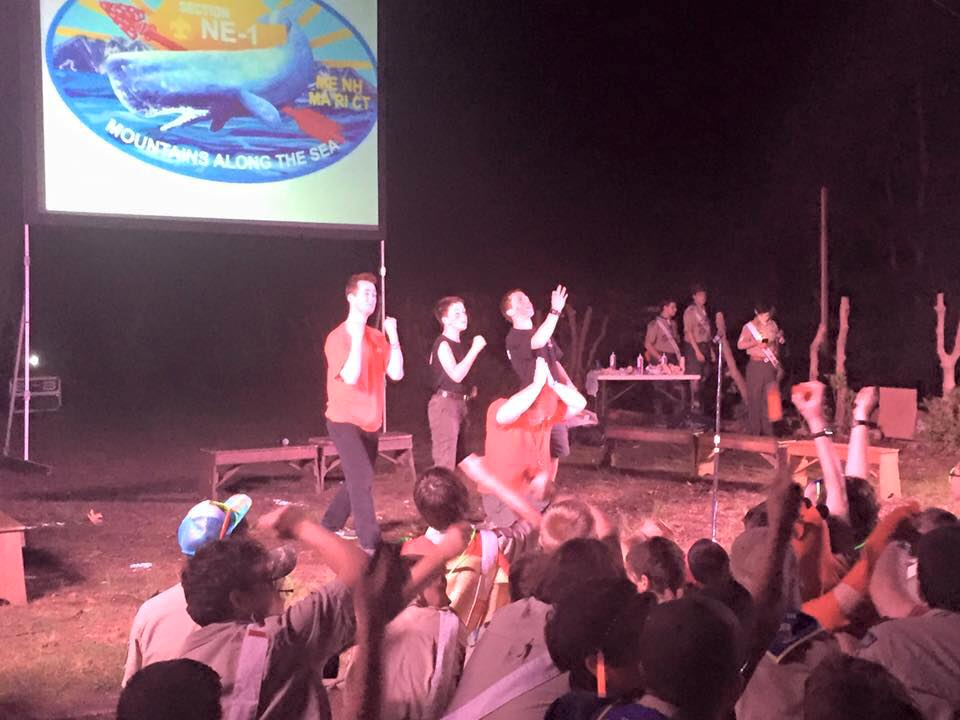 SECTION
NE-1
ME NH
MA RI CT
MOUNTAINS ALONG THE SEA